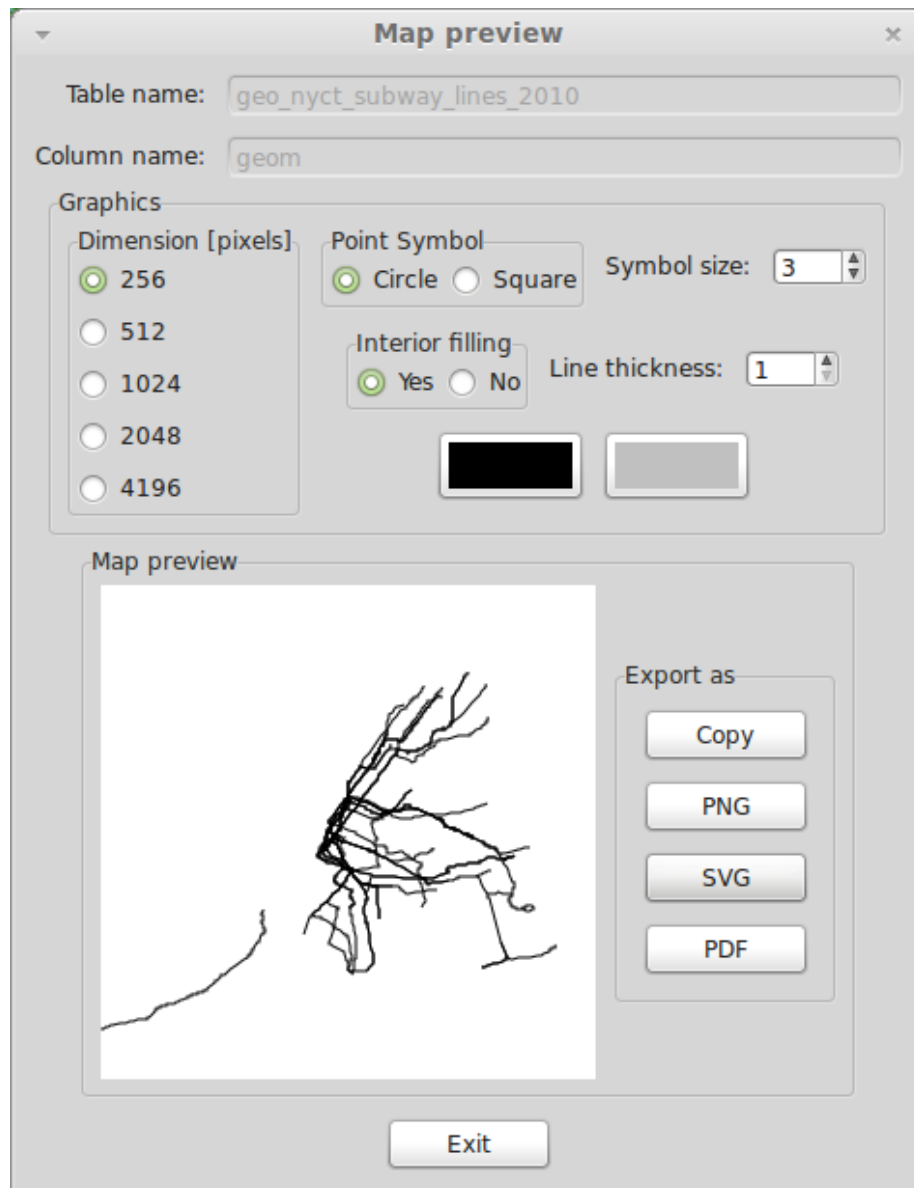 Map preview
Table name: geo_nyct_subway_lines_2010
Column name: geom
Graphics
Dimension [pixels]
256
512
1024
2048
4196
Point Symbol
Circle Square
Symbol size: 3
Interior filling
Yes No
Line thickness: 1
Map preview
Export as
Copy
PNG
SVG
PDF
Exit